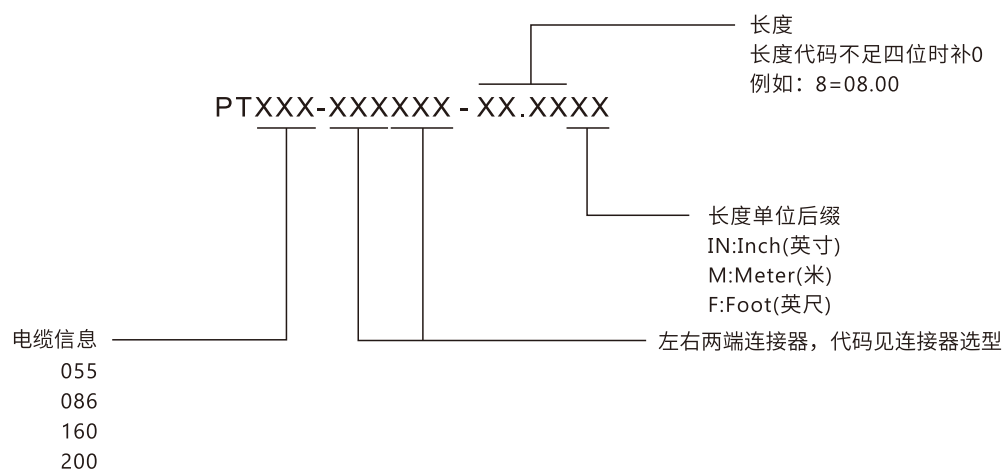 长度
长度代码不足四位时补0
例如：8=08.00
PTXXX-XXXXXX-XX.XXXX
长度单位后缀
IN:Inch(英寸)
M:Meter(米)
F:Foot(英尺)
电缆信息
055
086
160
200
左右两端连接器，代码见连接器选型